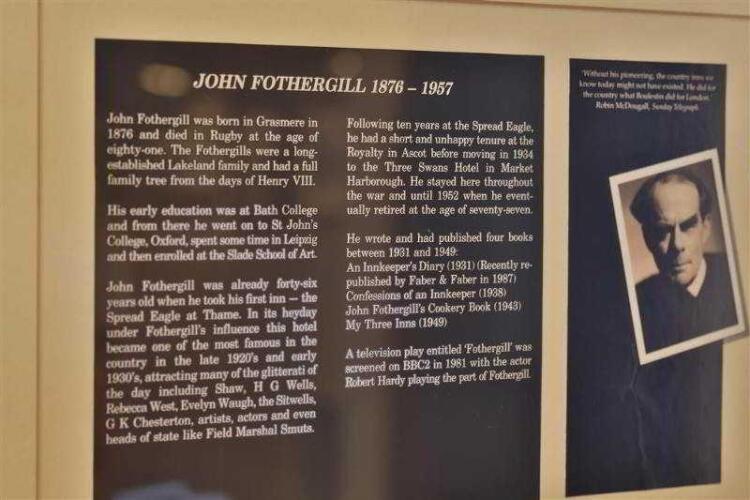 JOHN FOTHERGILL 1876 – 1957
John Fothergill was born in Grasmere in
1876 and died in Rugby at the age of
eighty-one. The Fothergills were a long-
established Lakeland family and had a full
family tree from the days of Henry VIII.
His early education was at Bath College
and from there he went on to St John's
College, Oxford, spent some time in Leipzig
and then enrolled at the Slade School of Art.
John Fothergill was already forty-six
years old when he took his first inn — the
Spread Eagle at Thame. In its heyday
under Fothergill's influence this hotel
became one of the most famous in the
country in the late 1920's and early
1930's, attracting many of the glitterati of
the day including Shaw, H G Wells,
Rebecca West, Evelyn Waugh, the Sitwells,
G K Chesterton, artists, actors and even
heads of state like Field Marshal Smuts.
Following ten years at the Spread Eagle,
he had a short and unhappy tenure at the
Royalty in Ascot before moving in 1934
to the Three Swans Hotel in Market
Harborough. He stayed here throughout
the war and until 1952 when he event-
ually retired at the age of seventy-seven.
He wrote and had published four books
between 1931 and 1949:
An Innkeeper's Diary (1931) (Recently re-
published by Faber & Faber in 1987)
Confessions of an Innkeeper (1938)
John Fothergill's Cookery Book (1943)
My Three Inns (1949)
A television play entitled 'Fothergill' was
screened on BBC2 in 1981 with the actor
Robert Hardy playing the part of Fothergill.
'Without his pioneering, the country inns we
know today might not have existed. He did for
the country what Boulestin did for London.'
Robin McDougall, Sunday Telegraph